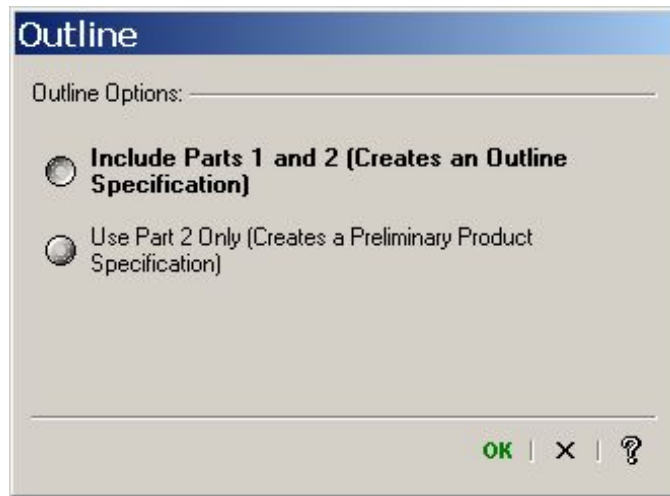 Outline
Outline Options:
Include Parts 1 and 2 (Creates an Outline
Specification)
Use Part 2 Only (Creates a Preliminary Product
Specification)
OK | X | ?